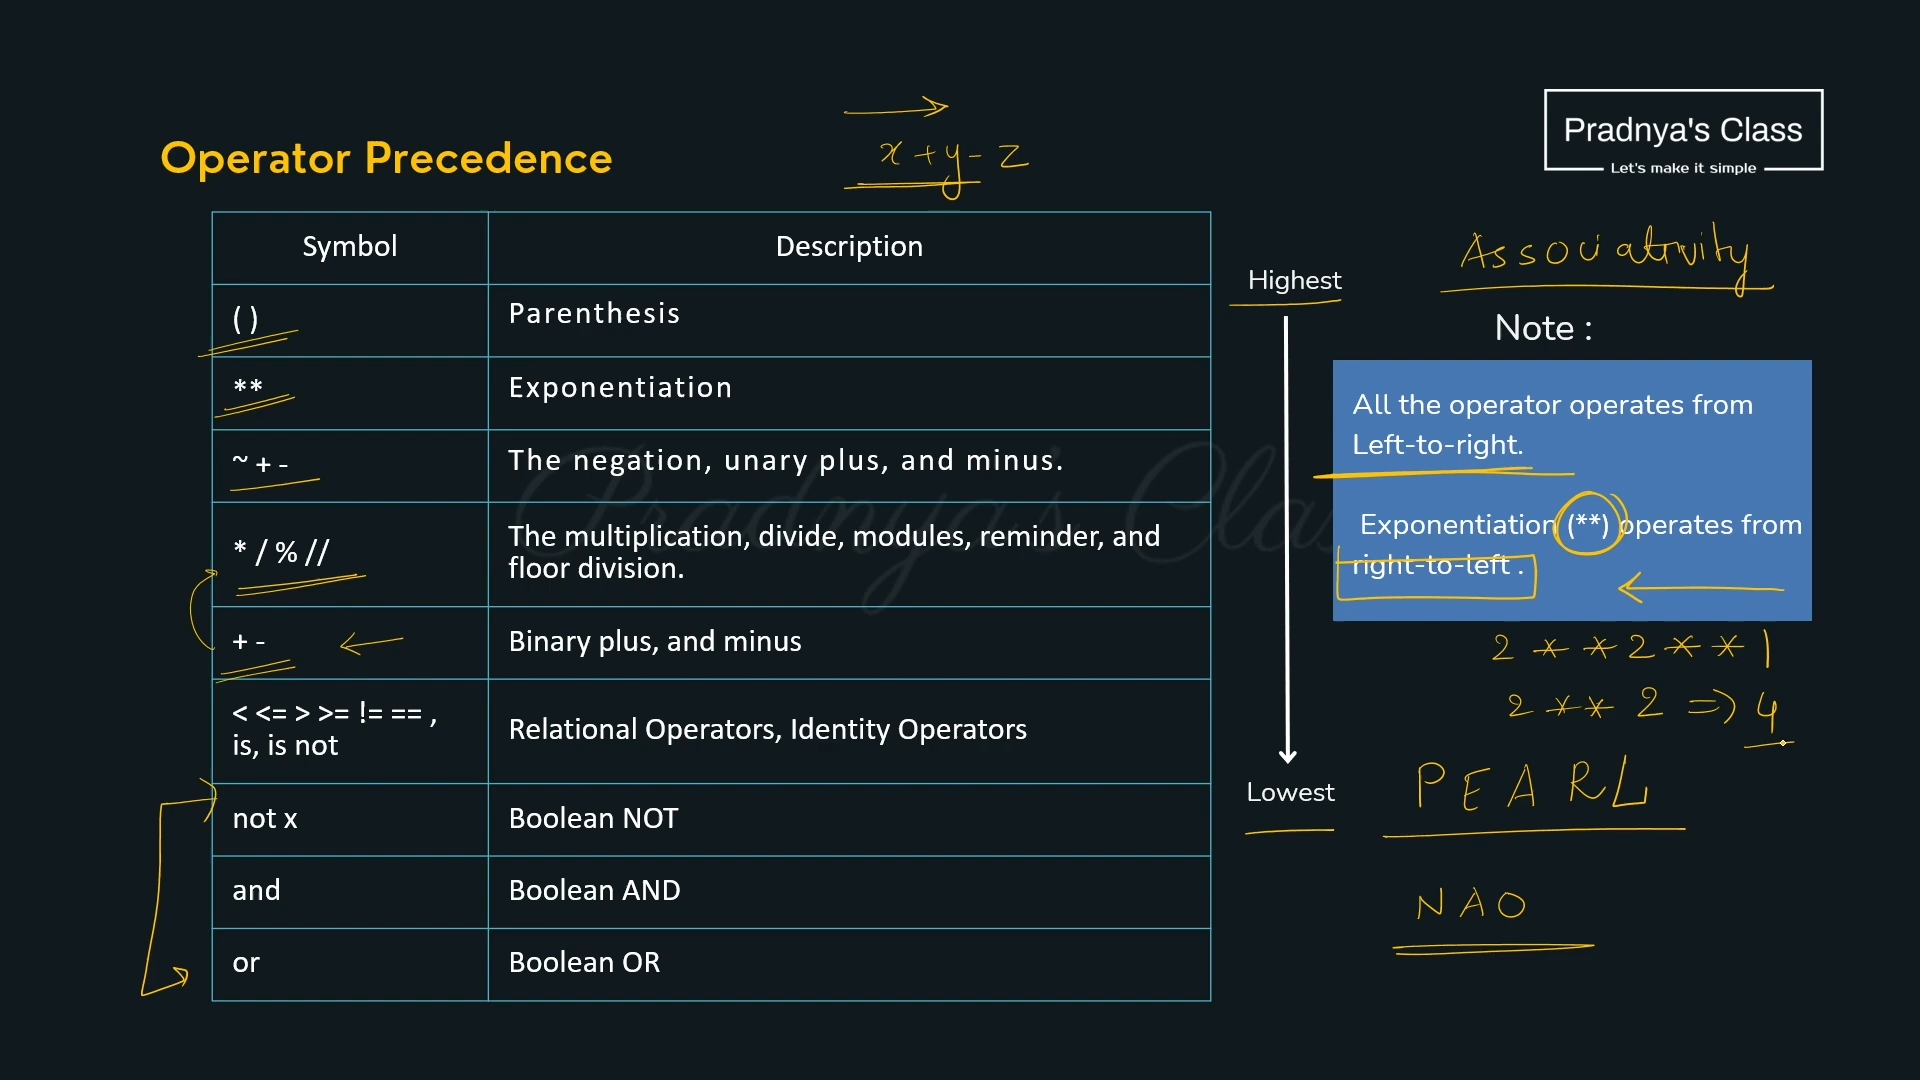 Pradnya's Class
Let's make it simple
Operator Precedence
x + y - z
Symbol Description
( ) Parenthesis
** Exponentiation
~ + - The negation, unary plus, and minus.
* / % // The multiplication, divide, modules, reminder, and
floor division.
+ - Binary plus, and minus
< <= > >= != == ,
is, is not
Relational Operators, Identity Operators
not x Boolean NOT
and Boolean AND
or Boolean OR
Highest
Lowest
Associativity
Note :
All the operator operates from
Left-to-right.
Exponentiation (**) operates from
right-to-left .
2 * * 2 * * 1
2 * * 2 => 4
PEARL
NAO
Pradnya's Clas